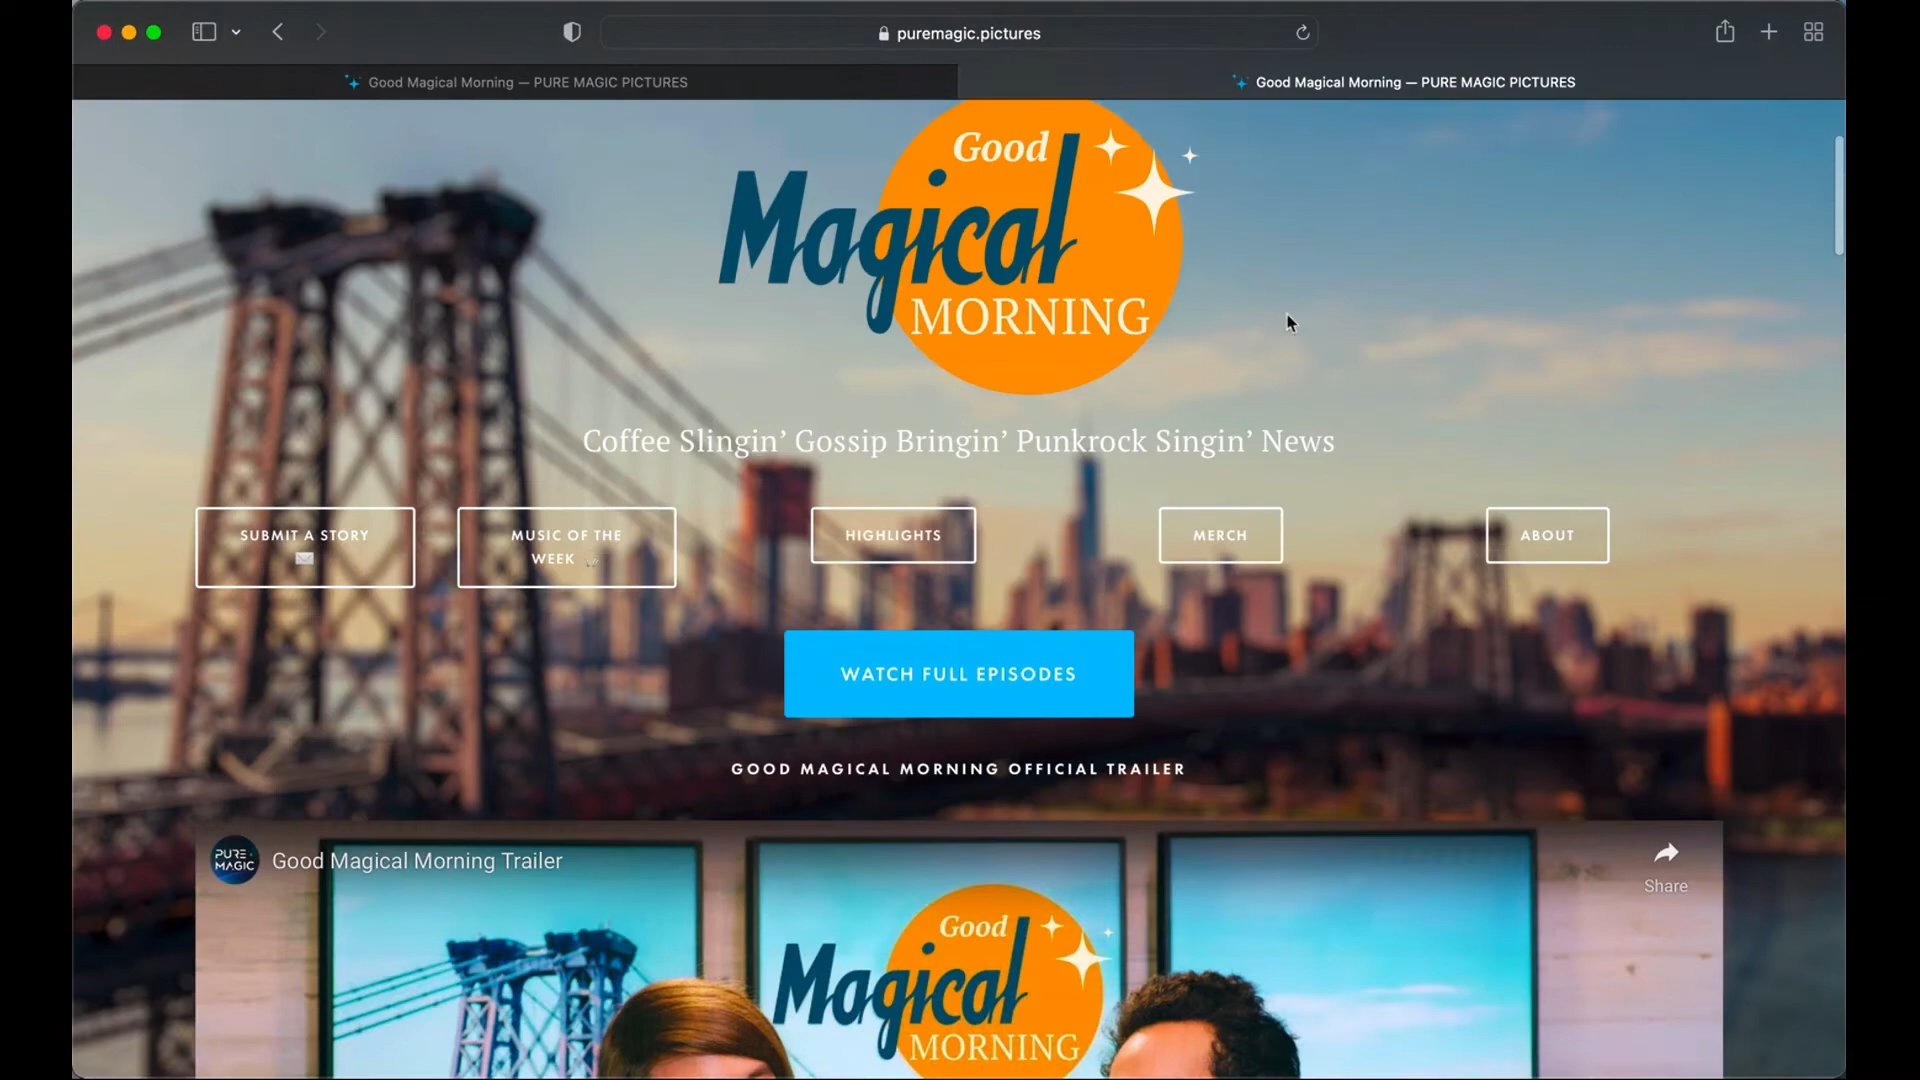 puremagic.pictures
Good Magical Morning — PURE MAGIC PICTURES
Good Magical Morning — PURE MAGIC PICTURES
Good
Magical
MORNING
Coffee Slingin’ Gossip Bringin’ Punkrock Singin’ News
SUBMIT A STORY
MUSIC OF THE
WEEK
HIGHLIGHTS
MERCH
ABOUT
WATCH FULL EPISODES
GOOD MAGICAL MORNING OFFICIAL TRAILER
PURE
MAGIC
Good Magical Morning Trailer
Share
Good
Magical
MORNING